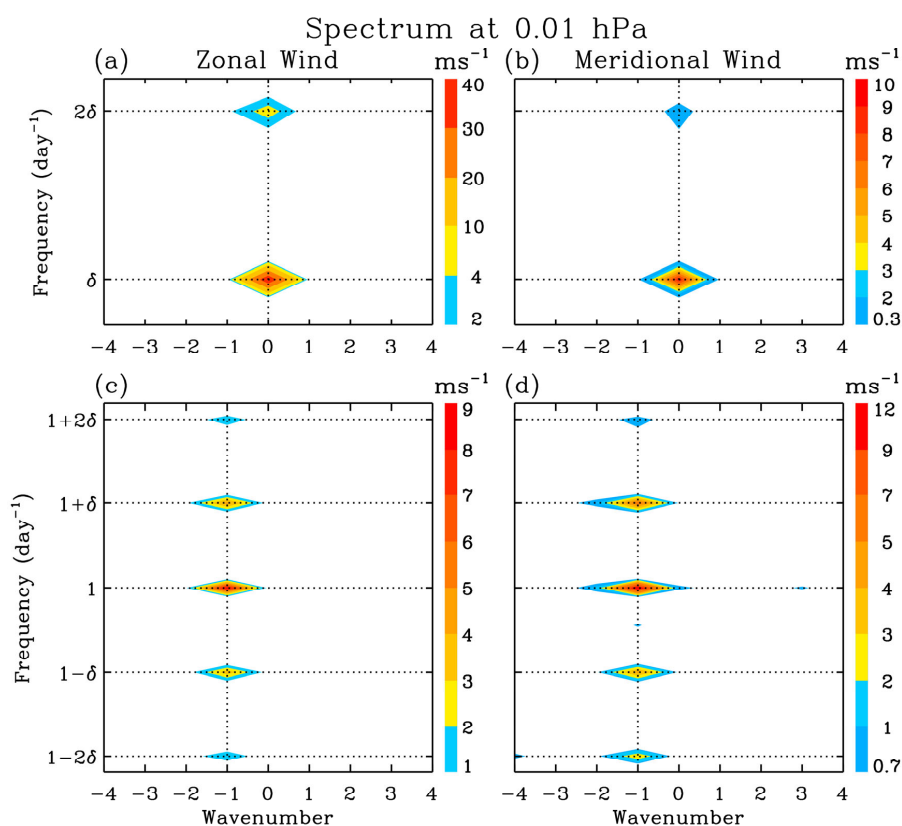 Spectrum at 0.01 hPa
(a) Zonal Wind ms⁻¹
(b) Meridional Wind ms⁻¹
Frequency (day⁻¹)
2δ
δ
-4 -3 -2 -1 0 1 2 3 4
40
30
20
10
4
2
-4 -3 -2 -1 0 1 2 3 4
10
9
8
7
6
5
4
3
2
0.3
(c) ms⁻¹
(d) ms⁻¹
Frequency (day⁻¹)
1+2δ
1+δ
1
1-δ
1-2δ
-4 -3 -2 -1 0 1 2 3 4
Wavenumber
9
8
7
6
5
4
3
2
1
-4 -3 -2 -1 0 1 2 3 4
Wavenumber
12
9
7
5
4
3
2
1
0.7